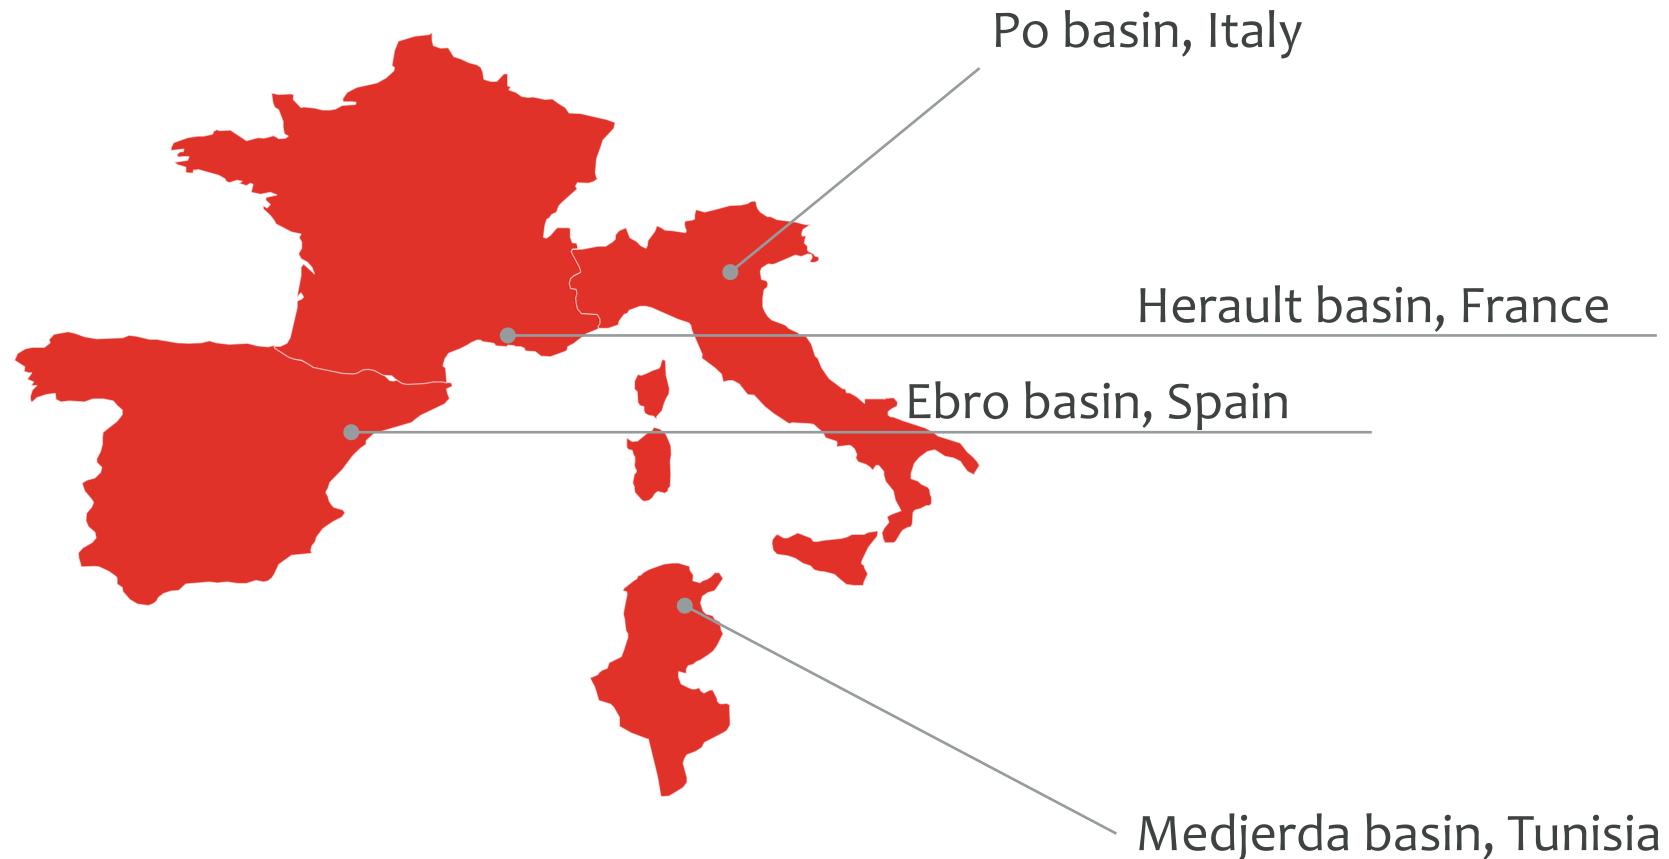 Po basin, Italy
Herault basin, France
Ebro basin, Spain
Medjerda basin, Tunisia